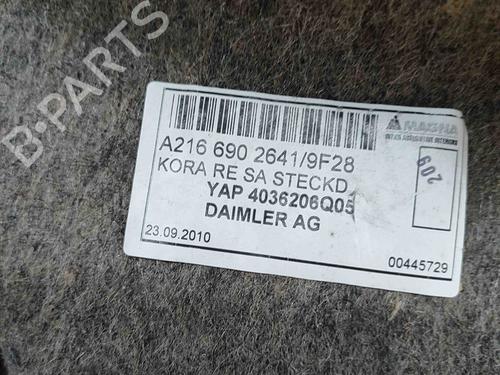 B-PARTS
MAGNA
A216 690 2641/9F28
KORA RE SA STECKD
YAP 4036206Q05
DAIMLER AG
23.09.2010
209
00445729